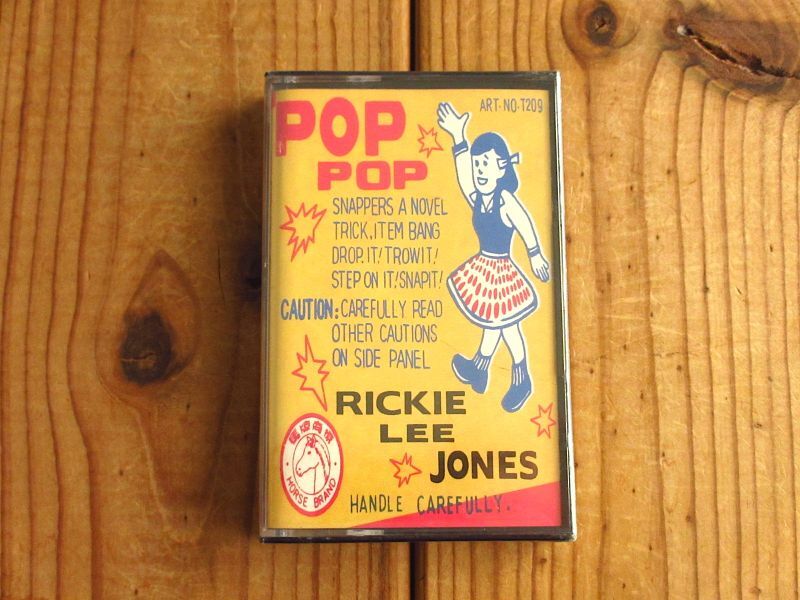 POP
POP
ART·NO·T209
SNAPPERS A NOVEL
TRICK, ITEM BANG
DROP. IT! TROWIT!
STEP ON IT! SNAPIT!
CAUTION: CAREFULLY READ
OTHER CAUTIONS
ON SIDE PANEL
RICKIE
LEE
JONES
HORSE BRAND
HANDLE CAREFULLY.